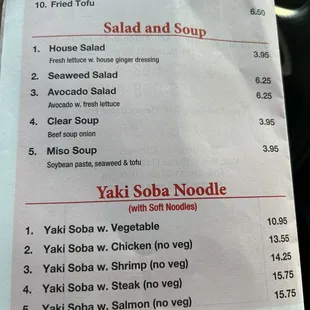 10. Fried Tofu 6.50
Salad and Soup
1. House Salad 3.95
Fresh lettuce w. house ginger dressing
2. Seaweed Salad 6.25
3. Avocado Salad 6.25
Avocado w. fresh lettuce
4. Clear Soup 3.95
Beef soup onion
5. Miso Soup 3.95
Soybean paste, seaweed & tofu
Yaki Soba Noodle
(with Soft Noodles)
1. Yaki Soba w. Vegetable 10.95
2. Yaki Soba w. Chicken (no veg) 13.55
3. Yaki Soba w. Shrimp (no veg) 14.25
4. Yaki Soba w. Steak (no veg) 15.75
5. Yaki Soba w. Salmon (no veg) 15.75